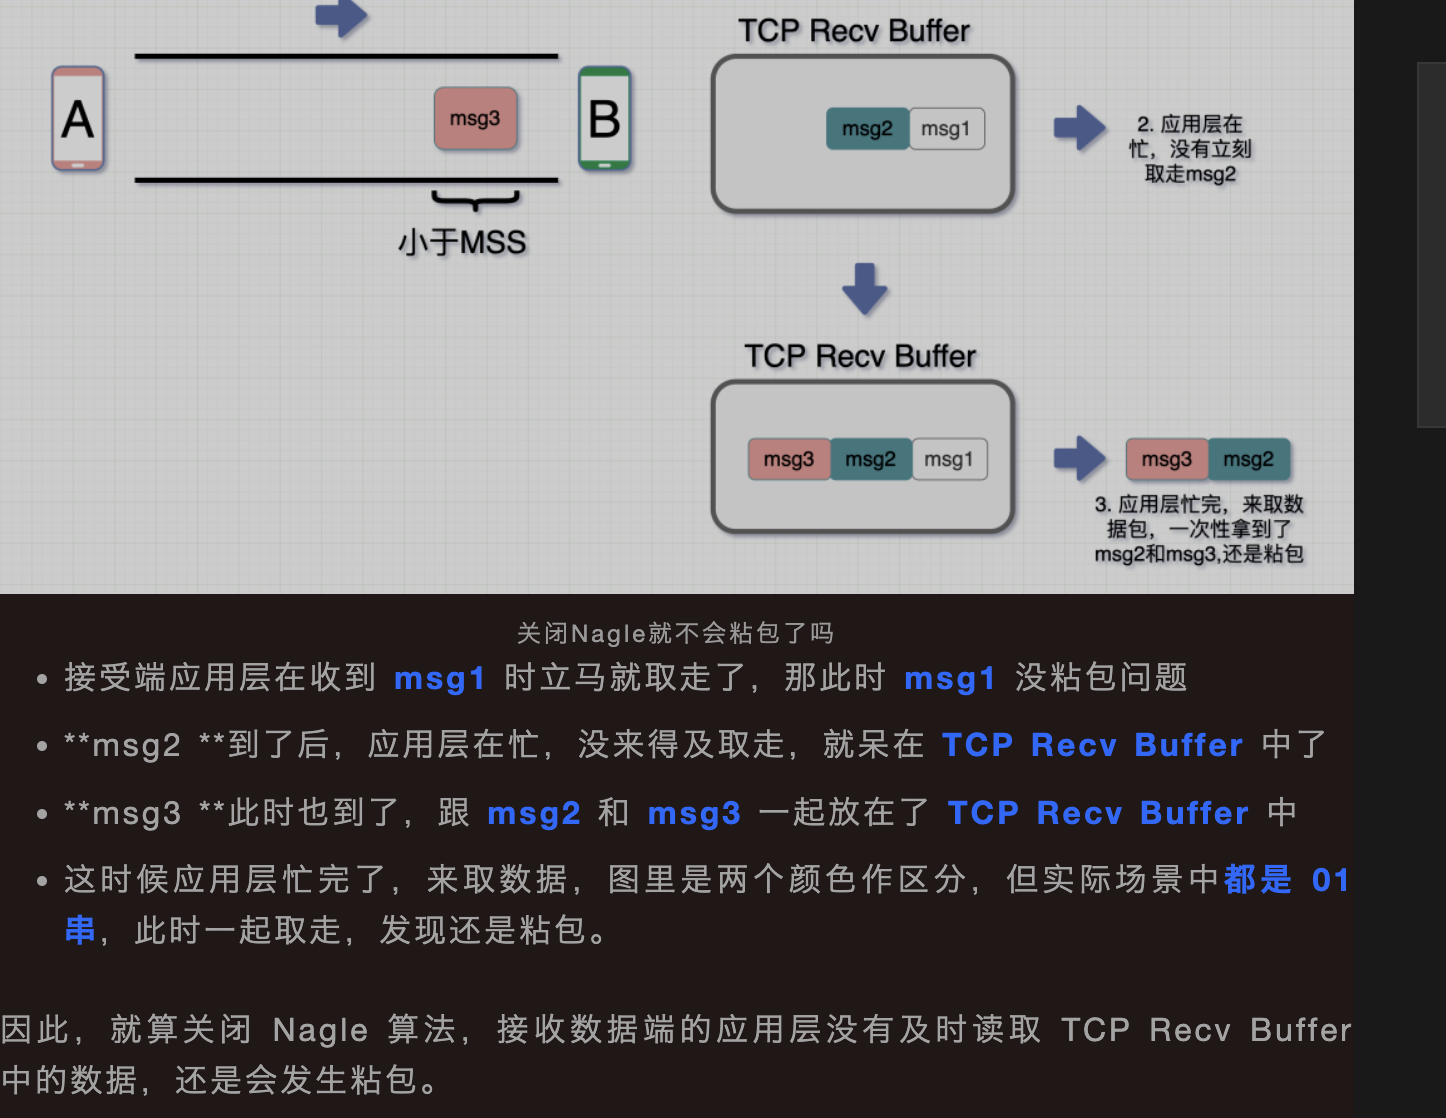 TCP Recv Buffer
A
msg3
B
msg2 msg1
2. 应用层在
忙，没有立刻
取走msg2
小于MSS
TCP Recv Buffer
msg3 msg2 msg1
msg3 msg2
3. 应用层忙完，来取数
据包，一次性拿到了
msg2和msg3,还是粘包
关闭Nagle就不会粘包了吗
• 接受端应用层在收到 msg1 时立马就取走了，那此时 msg1 没粘包问题
• **msg2 **到了后，应用层在忙，没来得及取走，就呆在 TCP Recv Buffer 中了
• **msg3 **此时也到了，跟 msg2 和 msg3 一起放在了 TCP Recv Buffer 中
• 这时候应用层忙完了，来取数据，图里是两个颜色作区分，但实际场景中都是 01
串，此时一起取走，发现还是粘包。
因此，就算关闭 Nagle 算法，接收数据端的应用层没有及时读取 TCP Recv Buffer
中的数据，还是会发生粘包。